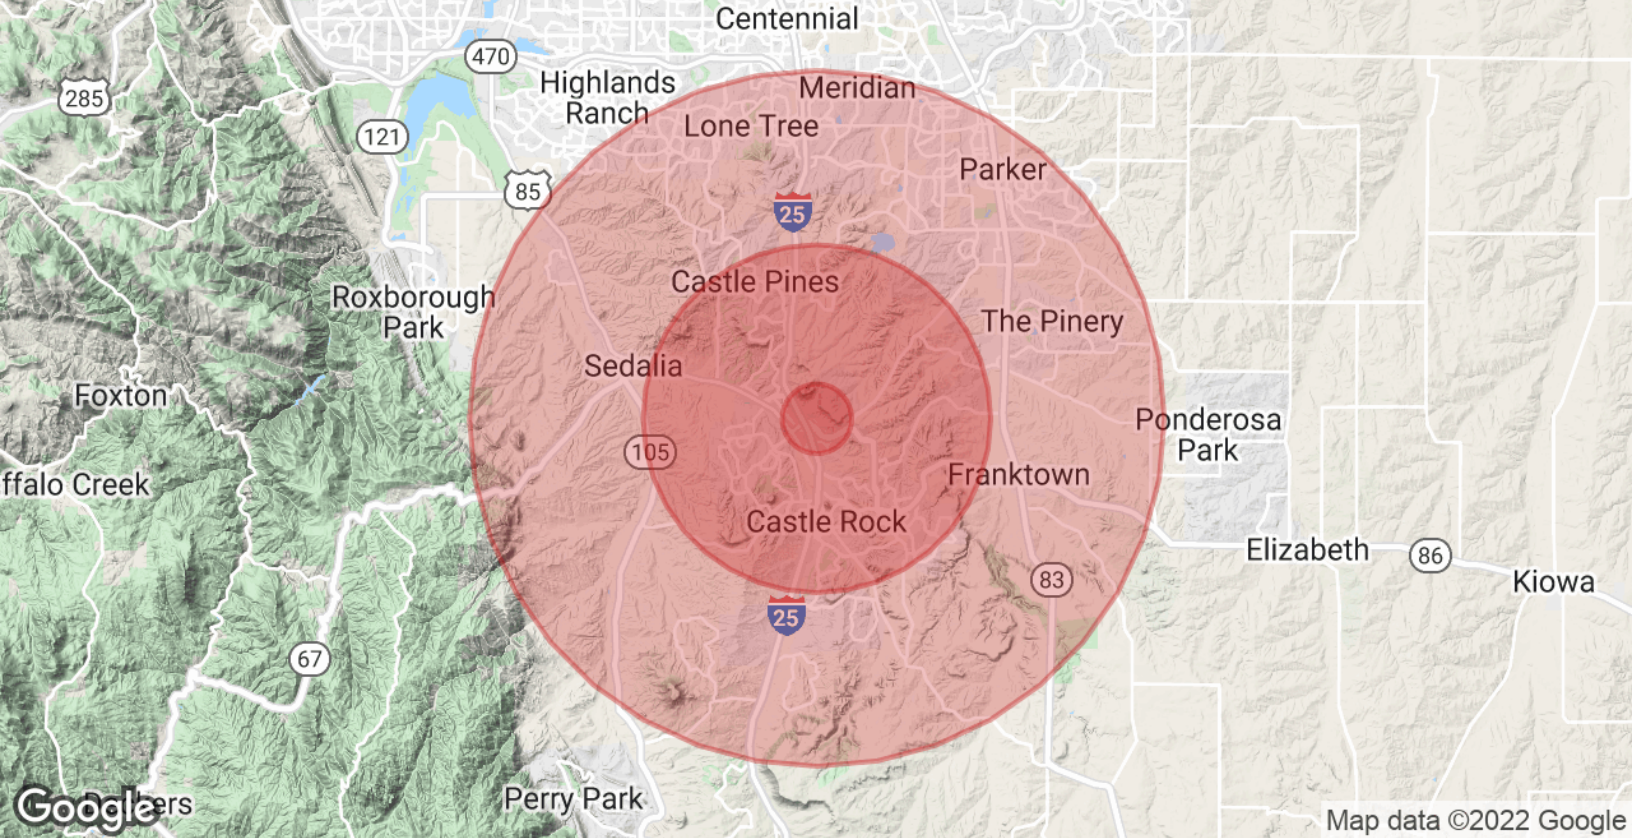 Centennial
470
Highlands
Ranch
Meridian
285
Lone Tree
121
Parker
85
25
Castle Pines
Roxborough
Park
The Pinery
Sedalia
Foxton
Ponderosa
Park
105
Franktown
ffalo Creek
Castle Rock
Elizabeth
86
83
Kiowa
25
67
Perry Park
Google
Map data ©2022 Google